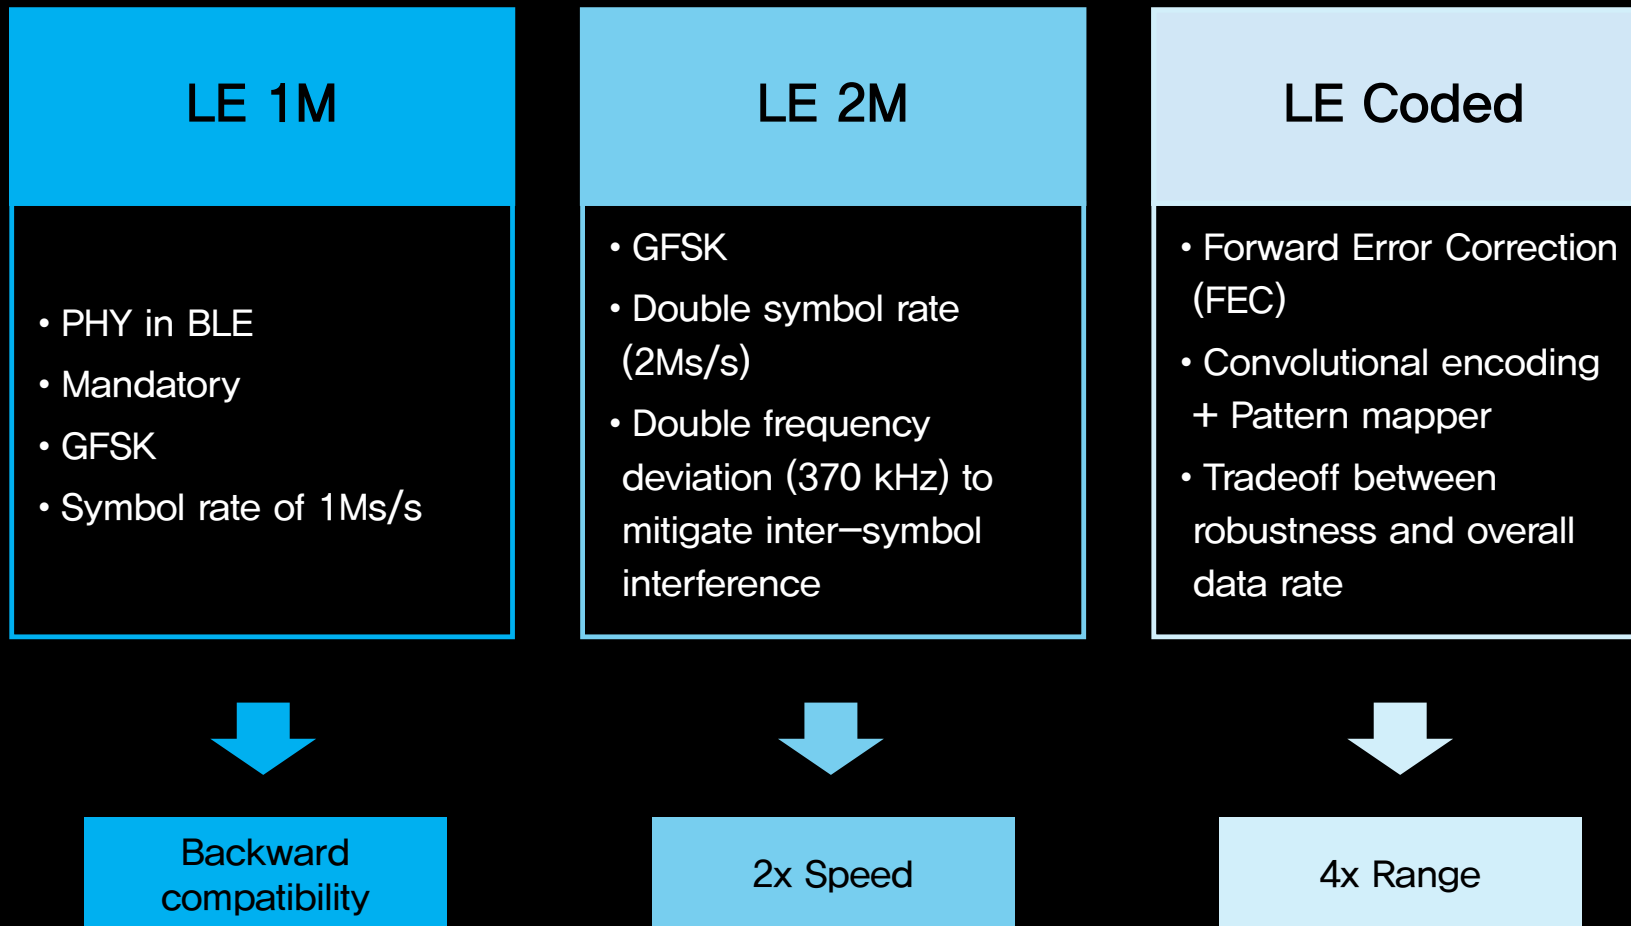 LE 1M
• PHY in BLE
• Mandatory
• GFSK
• Symbol rate of 1Ms/s
Backward
compatibility
LE 2M
• GFSK
• Double symbol rate
(2Ms/s)
• Double frequency
deviation (370 kHz) to
mitigate inter–symbol
interference
2x Speed
LE Coded
• Forward Error Correction
(FEC)
• Convolutional encoding
+ Pattern mapper
• Tradeoff between
robustness and overall
data rate
4x Range